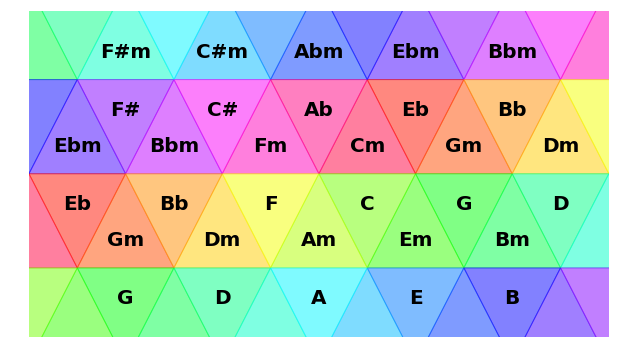 F#m C#m Abm Ebm Bbm
F# C# Ab Eb Bb
Ebm Bbm Fm Cm Gm Dm
Eb Bb F C G D
Gm Dm Am Em Bm
G D A E B